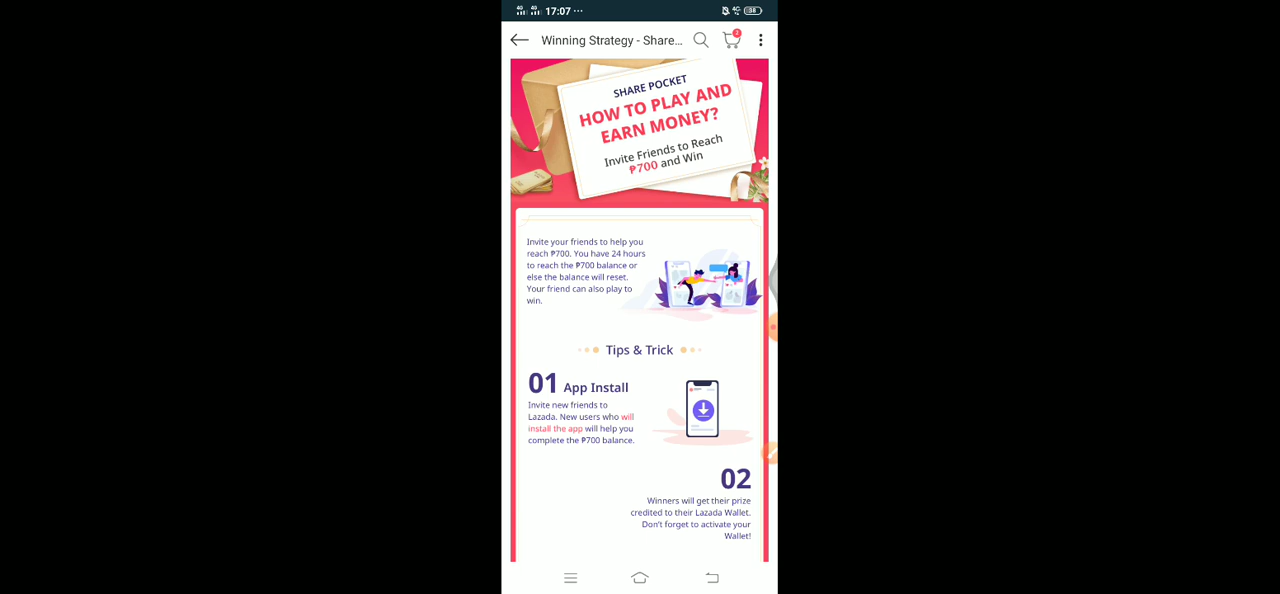 17:07 ...
4G
38
Winning Strategy - Share...
2
SHARE POCKET
HOW TO PLAY AND
EARN MONEY?
Invite Friends to Reach
₱700 and Win
Invite your friends to help you
reach ₱700. You have 24 hours
to reach the ₱700 balance or
else the balance will reset.
Your friend can also play to
win.
Tips & Trick
01 App Install
Invite new friends to
Lazada. New users who will
install the app will help you
complete the ₱700 balance.
02
Winners will get their prize
credited to their Lazada Wallet.
Don't forget to activate your
Wallet!